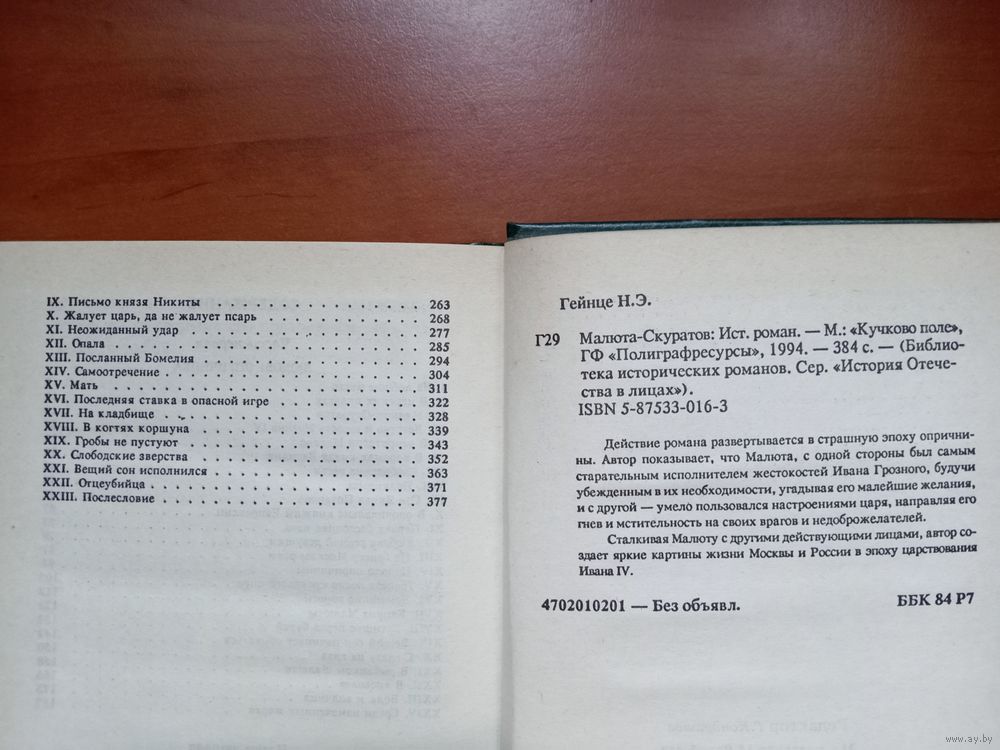 IX. Письмо князя Никиты . . . . . . . . . . . . . . . . 263
X. Жалует царь, да не жалует псарь . . . . . . . . . . . . 268
XI. Неожиданный удар . . . . . . . . . . . . . . . . . . 277
XII. Опала . . . . . . . . . . . . . . . . . . . . . . . 285
XIII. Посланный Бомелия . . . . . . . . . . . . . . . . . 294
XIV. Самоотречение . . . . . . . . . . . . . . . . . . . 304
XV. Мать . . . . . . . . . . . . . . . . . . . . . . . . 311
XVI. Последняя ставка в опасной игре . . . . . . . . . . . 322
XVII. На кладбище . . . . . . . . . . . . . . . . . . . . 328
XVIII. В когтях коршуна . . . . . . . . . . . . . . . . . 339
XIX. Гробы не пустуют . . . . . . . . . . . . . . . . . . 343
XX. Слободские зверства . . . . . . . . . . . . . . . . . 352
XXI. Вещий сон исполнился . . . . . . . . . . . . . . . . 363
XXII. Отцеубийца . . . . . . . . . . . . . . . . . . . . 371
XXIII. Послесловие . . . . . . . . . . . . . . . . . . . 377
Гейнце Н.Э.
Г29 Малюта-Скуратов: Ист. роман. — М.: «Кучково поле»,
ГФ «Полиграфресурсы», 1994. — 384 с. — (Библио-
тека исторических романов. Сер. «История Отече-
ства в лицах»).
ISBN 5-87533-016-3
Действие романа развертывается в страшную эпоху опрични-
ны. Автор показывает, что Малюта, с одной стороны был самым
старательным исполнителем жестокостей Ивана Грозного, будучи
убежденным в их необходимости, угадывая его малейшие желания,
и с другой — умело пользовался настроениями царя, направляя его
гнев и мстительность на своих врагов и недоброжелателей.
Сталкивая Малюту с другими действующими лицами, автор со-
здает яркие картины жизни Москвы и России в эпоху царствования
Ивана IV.
4702010201 — Без объявл. ББК 84 Р7
www.ay.by